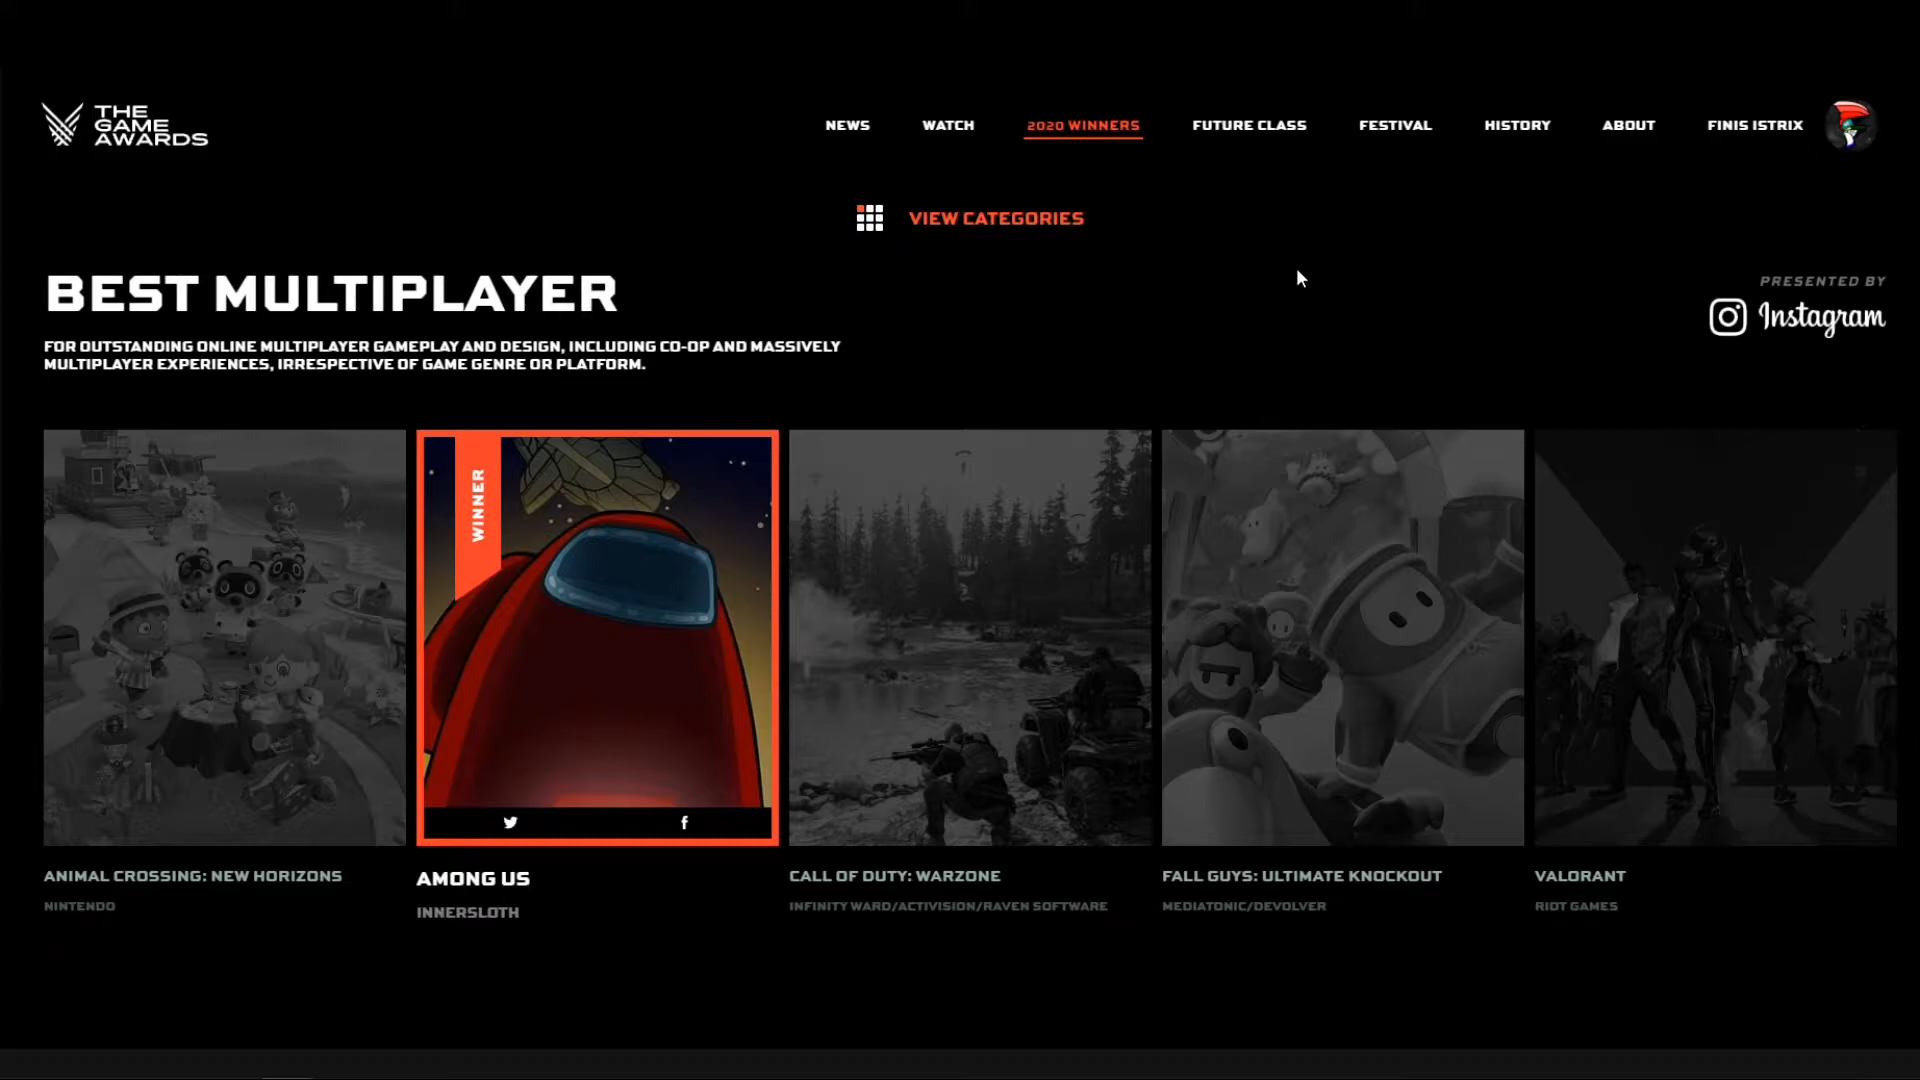 THE
GAME
AWARDS
NEWS WATCH 2020 WINNERS FUTURE CLASS FESTIVAL HISTORY ABOUT FINIS ISTRIX
VIEW CATEGORIES
BEST MULTIPLAYER
FOR OUTSTANDING ONLINE MULTIPLAYER GAMEPLAY AND DESIGN, INCLUDING CO-OP AND MASSIVELY
MULTIPLAYER EXPERIENCES, IRRESPECTIVE OF GAME GENRE OR PLATFORM.
PRESENTED BY
Instagram
WINNER
ANIMAL CROSSING: NEW HORIZONS
NINTENDO
AMONG US
INNERSLOTH
CALL OF DUTY: WARZONE
INFINITY WARD/ACTIVISION/RAVEN SOFTWARE
FALL GUYS: ULTIMATE KNOCKOUT
MEDIATONIC/DEVOLVER
VALORANT
RIOT GAMES